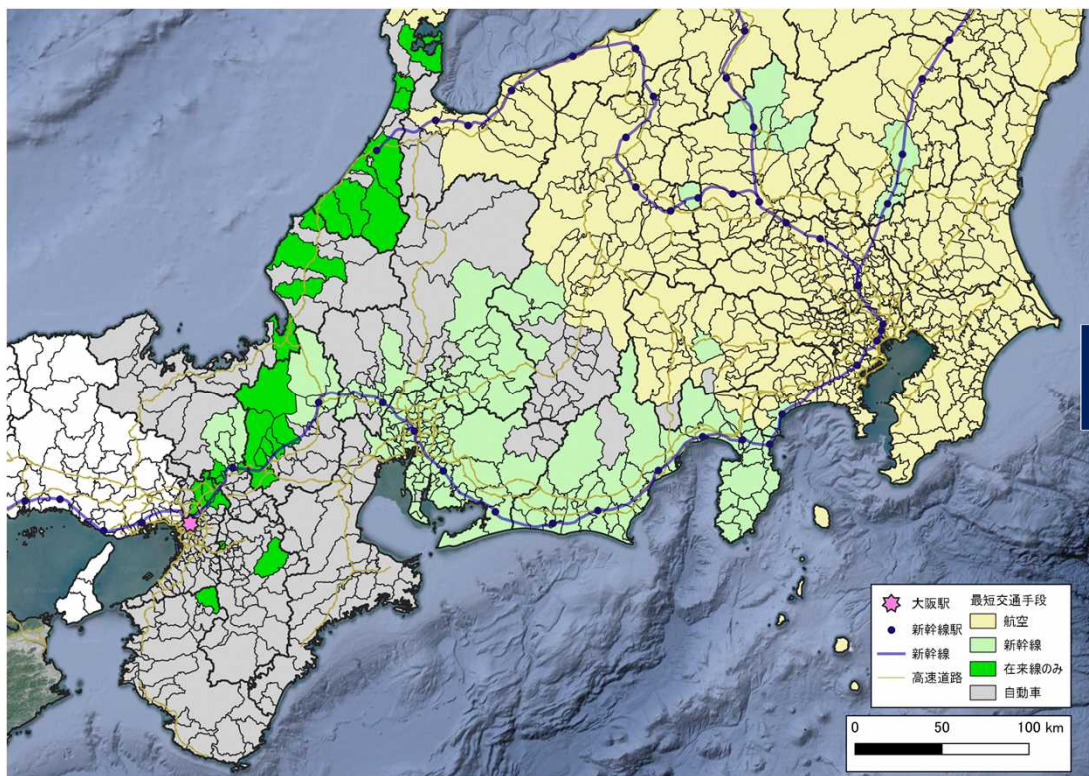 大阪駅
新幹線駅
新幹線
高速道路
最短交通手段
航空
新幹線
在来線のみ
自動車
0 50 100 km